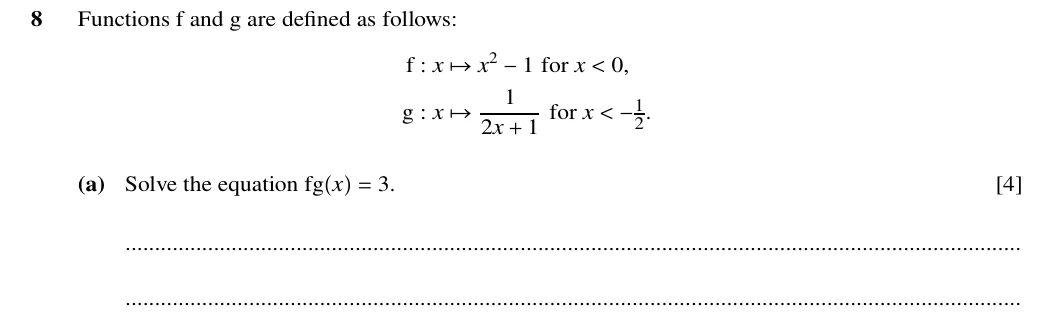 8 Functions f and g are defined as follows:
f : x ↦ x² − 1 for x < 0,
g : x ↦ 1/(2x + 1) for x < −1/2.
(a) Solve the equation fg(x) = 3. [4]